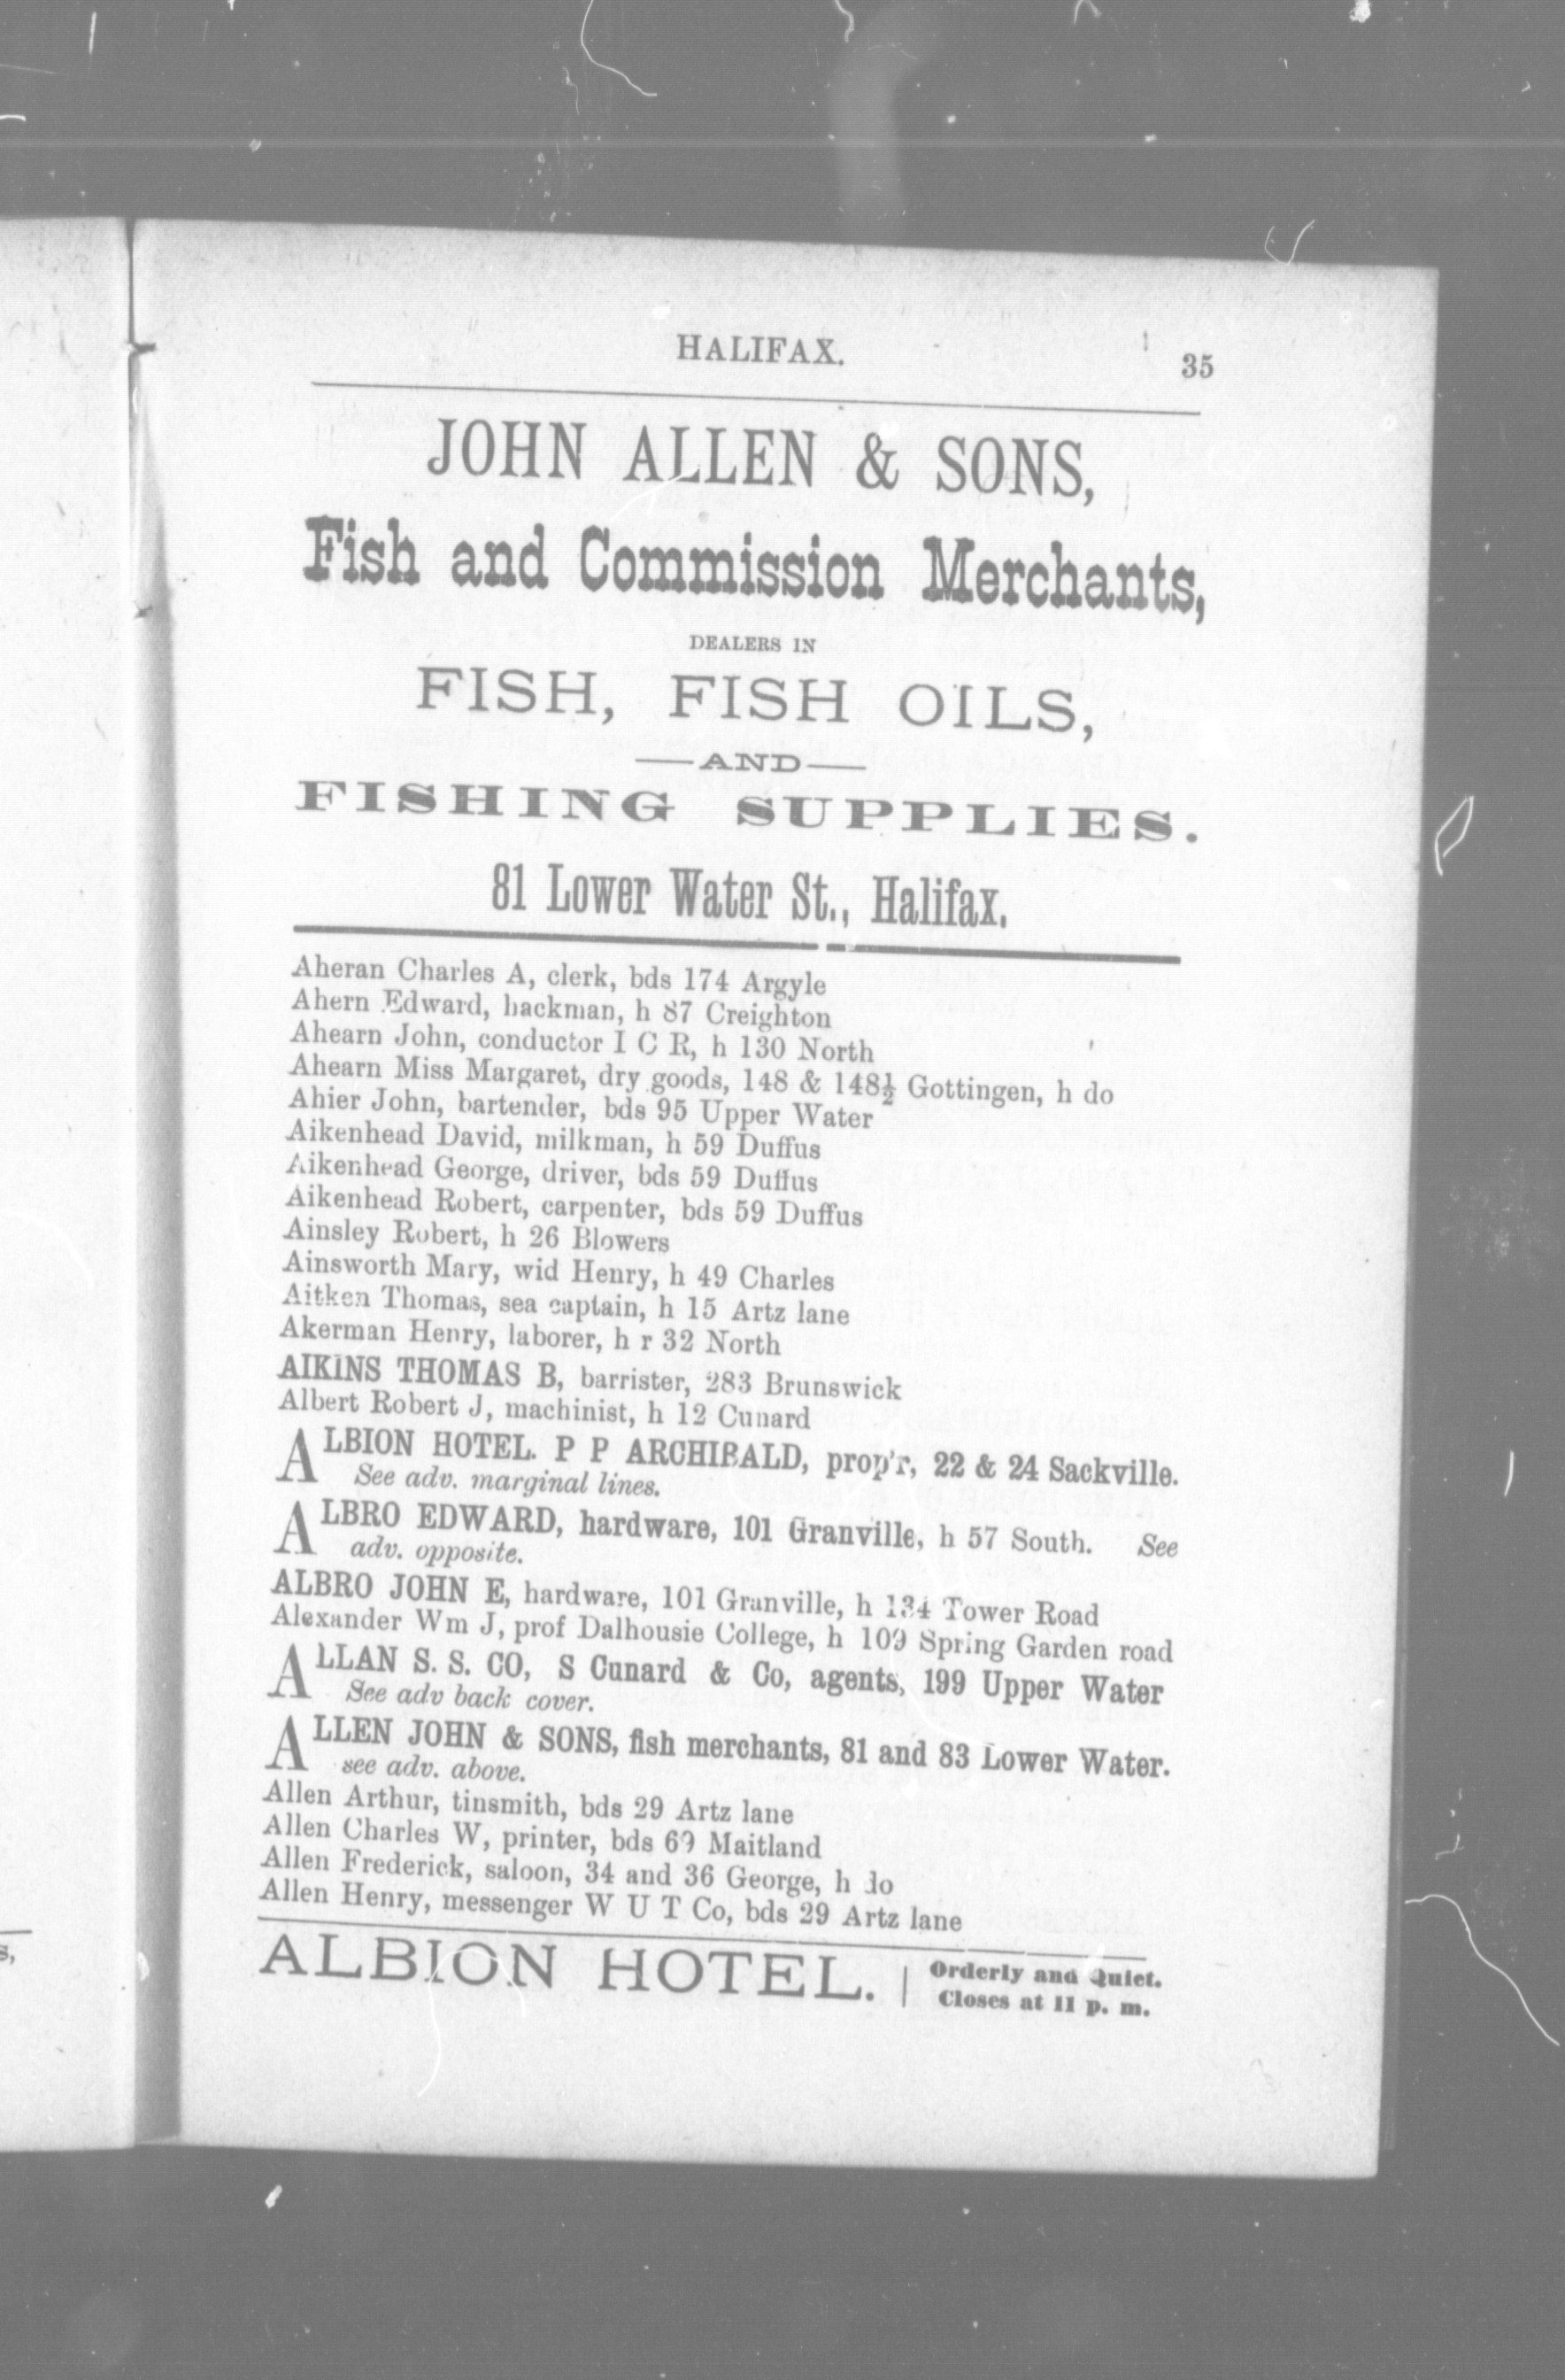 HALIFAX. 35
JOHN ALLEN & SONS,
Fish and Commission Merchants,
DEALERS IN
FISH, FISH OILS,
—AND—
FISHING SUPPLIES.
81 Lower Water St., Halifax.
Aheran Charles A, clerk, bds 174 Argyle
Ahern Edward, hackman, h 87 Creighton
Ahearn John, conductor I C R, h 130 North
Ahearn Miss Margaret, dry goods, 148 & 148½ Gottingen, h do
Ahier John, bartender, bds 95 Upper Water
Aikenhead David, milkman, h 59 Duffus
Aikenhead George, driver, bds 59 Duffus
Aikenhead Robert, carpenter, bds 59 Duffus
Ainsley Robert, h 26 Blowers
Ainsworth Mary, wid Henry, h 49 Charles
Aitken Thomas, sea captain, h 15 Artz lane
Akerman Henry, laborer, h r 32 North
AIKINS THOMAS B, barrister, 283 Brunswick
Albert Robert J, machinist, h 12 Cunard
ALBION HOTEL. P P ARCHIBALD, prop'r, 22 & 24 Sackville.
See adv. marginal lines.
ALBRO EDWARD, hardware, 101 Granville, h 57 South. See
adv. opposite.
ALBRO JOHN E, hardware, 101 Granville, h 134 Tower Road
Alexander Wm J, prof Dalhousie College, h 109 Spring Garden road
ALLAN S. S. CO, S Cunard & Co, agents, 199 Upper Water
See adv back cover.
ALLEN JOHN & SONS, fish merchants, 81 and 83 Lower Water.
see adv. above.
Allen Arthur, tinsmith, bds 29 Artz lane
Allen Charles W, printer, bds 69 Maitland
Allen Frederick, saloon, 34 and 36 George, h do
Allen Henry, messenger W U T Co, bds 29 Artz lane
ALBION HOTEL. | Orderly and Quiet.
Closes at 11 p. m.